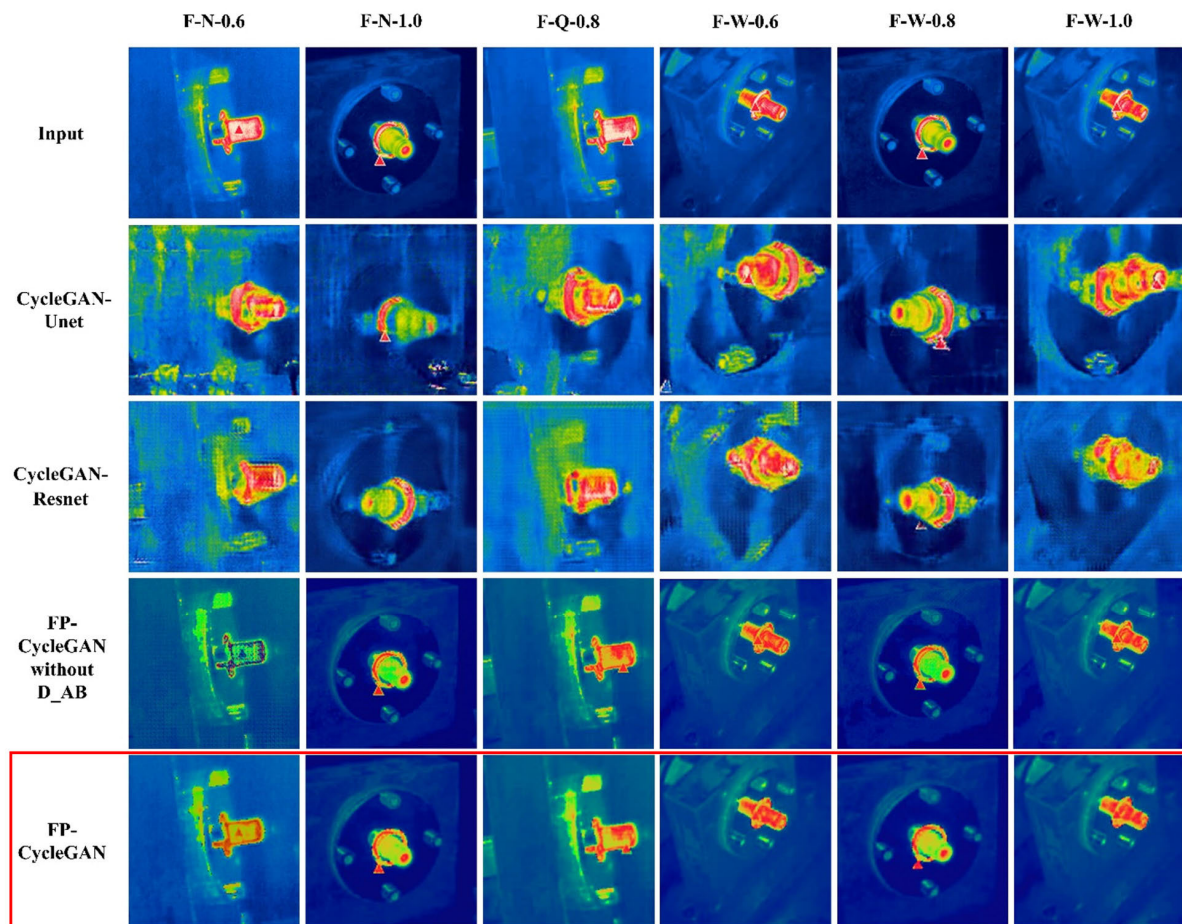 F-N-0.6 F-N-1.0 F-Q-0.8 F-W-0.6 F-W-0.8 F-W-1.0
Input
CycleGAN-
Unet
CycleGAN-
Resnet
FP-
CycleGAN
without
D_AB
FP-
CycleGAN